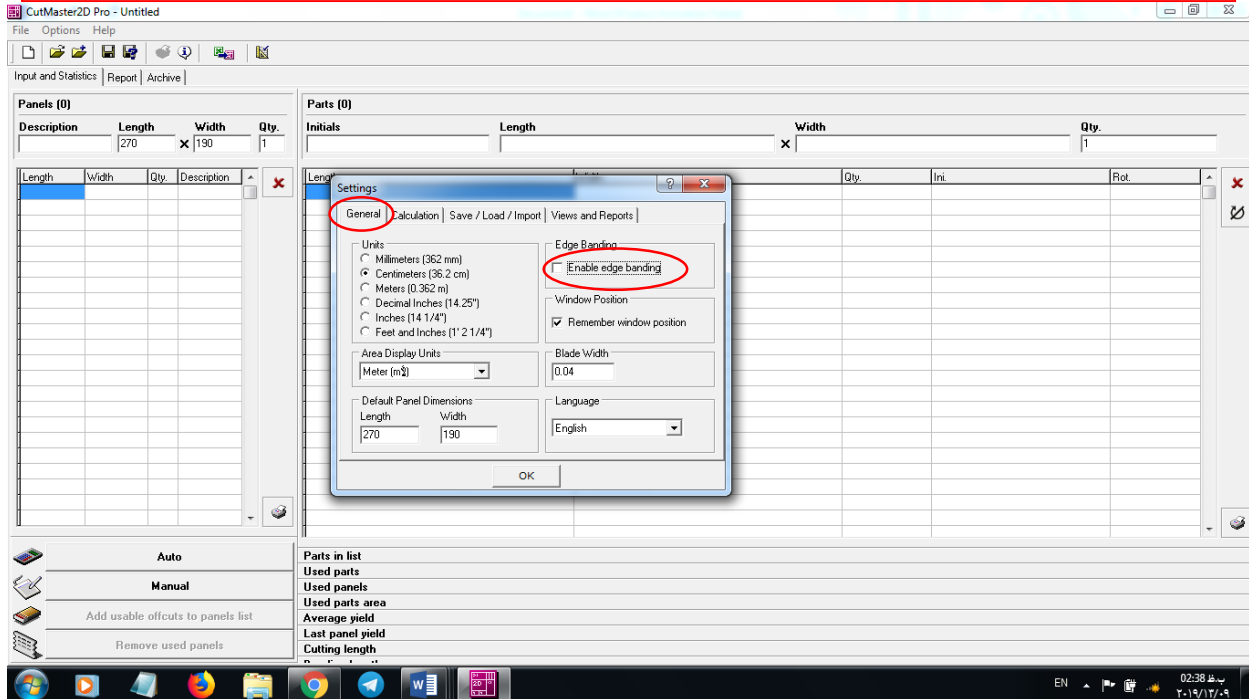 CutMaster2D Pro - Untitled
File Options Help
Input and Statistics Report Archive
Panels (0)
Description Length Width Qty.
270 × 190 1
Length Width Qty. Description
Parts (0)
Initials Length Width Qty.
× 1
Qty. Ini. Rot.
Settings
General Calculation Save / Load / Import Views and Reports
Units
Millimeters (362 mm)
Centimeters (36.2 cm)
Meters (0.362 m)
Decimal Inches (14.25")
Inches (14 1/4")
Feet and Inches (1' 2 1/4")
Edge Banding
Enable edge banding
Window Position
Remember window position
Area Display Units
Meter
Blade Width
0.04
Default Panel Dimensions
Length Width
270 190
Language
English
OK
Auto
Manual
Add usable offcuts to panels list
Remove used panels
Parts in list
Used parts
Used panels
Used parts area
Average yield
Last panel yield
Cutting length
EN
02:38 ب.ظ
۲۰۱۹/۱۲/۰۹